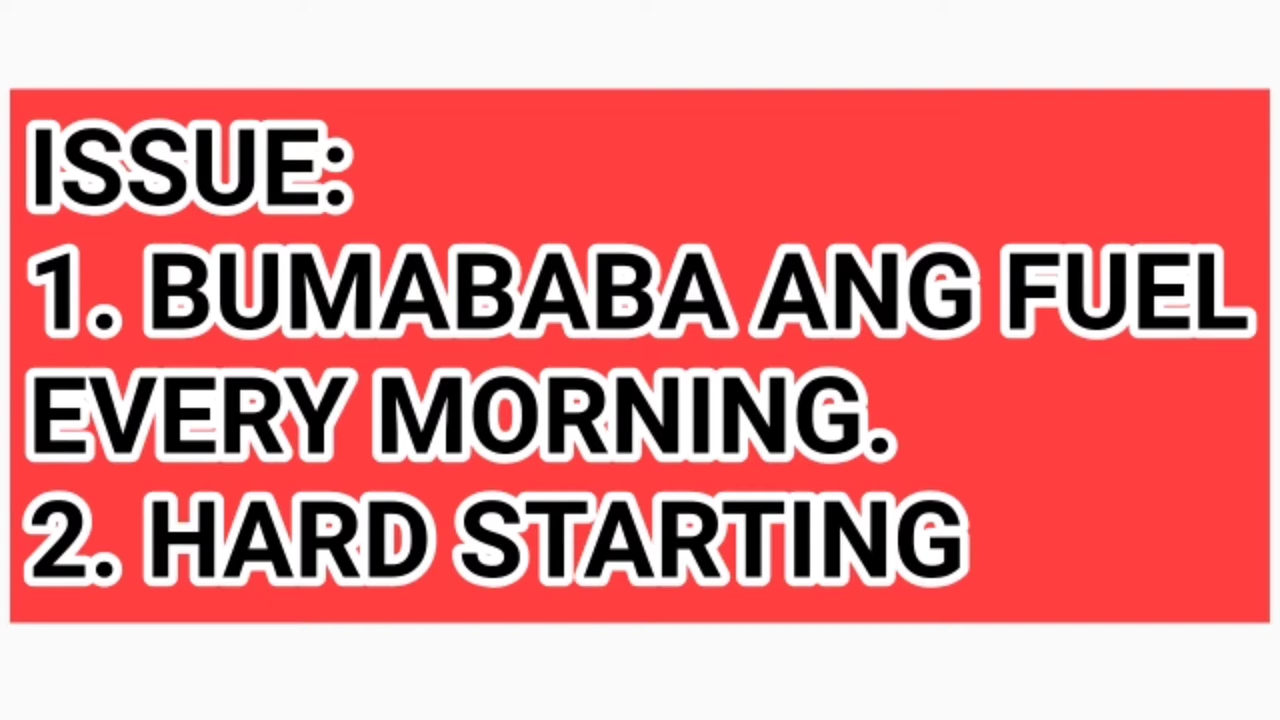 ISSUE:
1. BUMABABA ANG FUEL
EVERY MORNING.
2. HARD STARTING